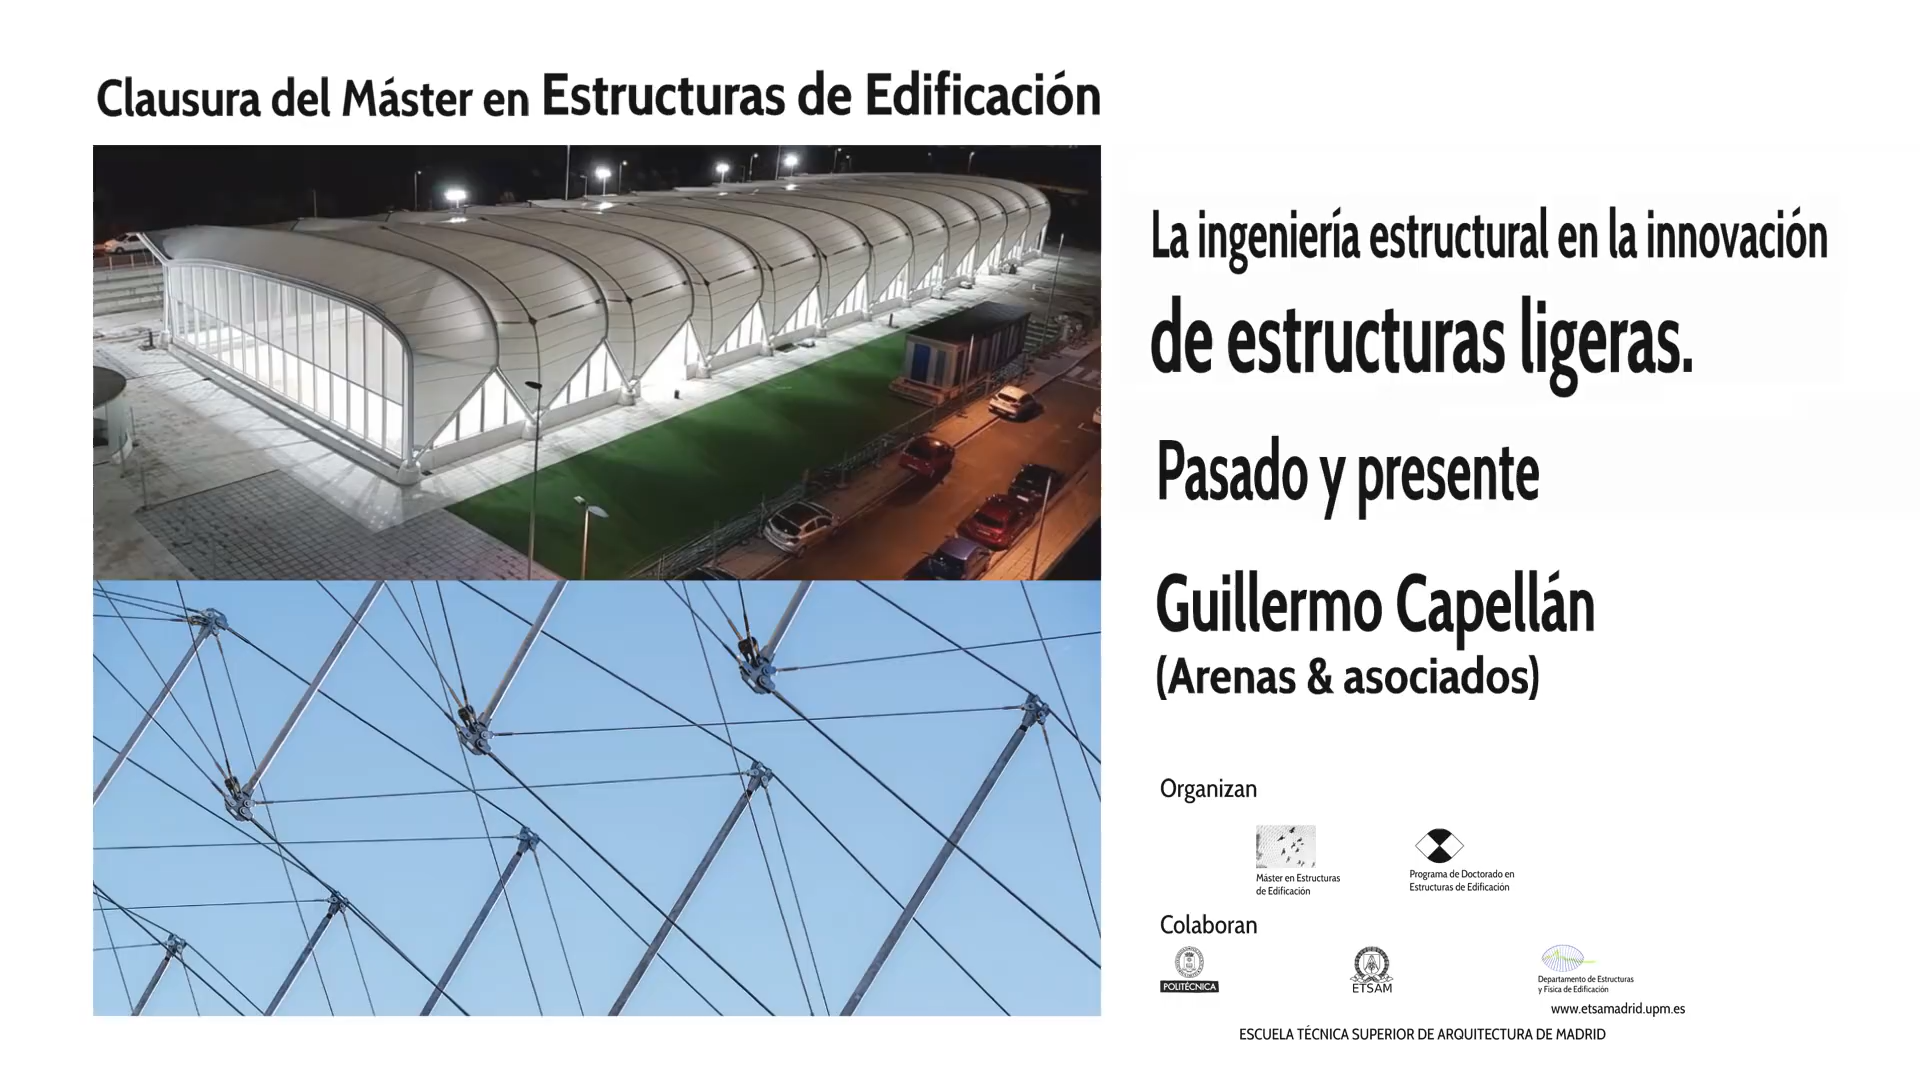 Clausura del Máster en Estructuras de Edificación
La ingeniería estructural en la innovación
de estructuras ligeras.
Pasado y presente
Guillermo Capellán
(Arenas & asociados)
Organizan
Máster en Estructuras
de Edificación
Programa de Doctorado en
Estructuras de Edificación
Colaboran
POLITÉCNICA
ETSAM
Departamento de Estructuras
y Física de Edificación
www.etsamadrid.upm.es
ESCUELA TÉCNICA SUPERIOR DE ARQUITECTURA DE MADRID